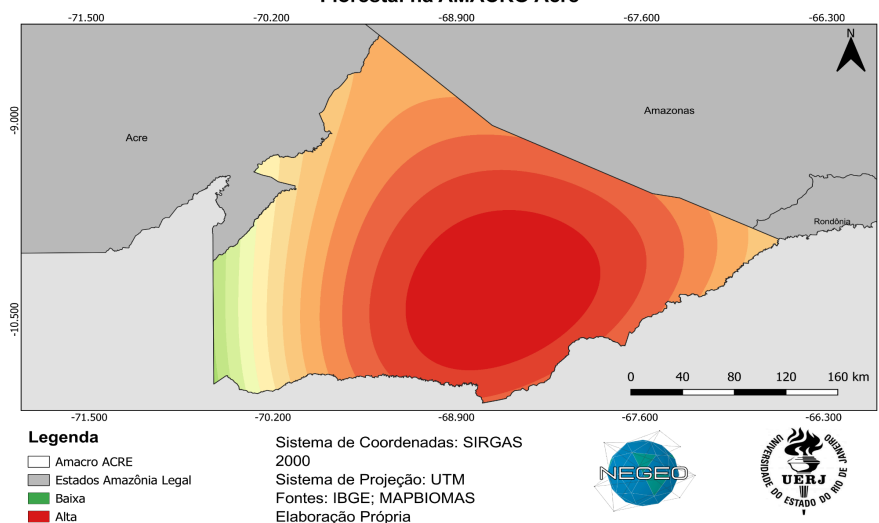 Florestal na AMACRO Acre
-71.500 -70.200 -68.900 -67.600 -66.300
-9.000
-10.500
N
Acre
Amazonas
Rondônia
0 40 80 120 160 km
-71.500 -70.200 -68.900 -67.600 -66.300
Legenda
Amacro ACRE
Estados Amazônia Legal
Baixa
Alta
Sistema de Coordenadas: SIRGAS
2000
Sistema de Projeção: UTM
Fontes: IBGE; MAPBIOMAS
Elaboração Própria
NEGEO
UNIVERSIDADE DO ESTADO DO RIO DE JANEIRO
UERJ